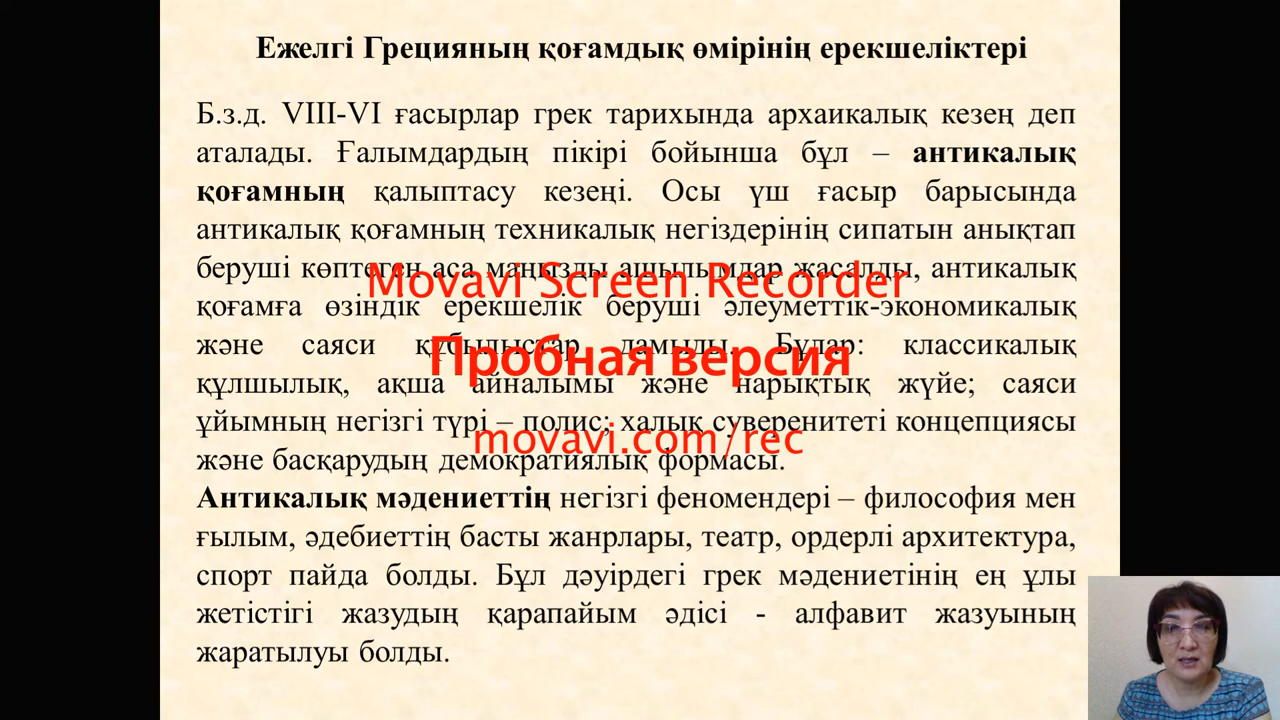 Ежелгі Грецияның қоғамдық өмірінің ерекшеліктері
Б.з.д. VIII-VI ғасырлар грек тарихында архаикалық кезең деп
аталады. Ғалымдардың пікірі бойынша бұл – антикалық
қоғамның қалыптасу кезеңі. Осы үш ғасыр барысында
антикалық қоғамның техникалық негіздерінің сипатын анықтап
беруші көптеген аса маңызды ашылымдар жасалды, антикалық
қоғамға өзіндік ерекшелік беруші әлеуметтік-экономикалық
және саяси құбылыстар дамыды. Бұлар: классикалық
құлшылық, ақша айналымы және нарықтық жүйе; саяси
ұйымның негізгі түрі – полис; халық суверенитеті концепциясы
және басқарудың демократиялық формасы.
Антикалық мәдениеттің негізгі феномендері – философия мен
ғылым, әдебиеттің басты жанрлары, театр, ордерлі архитектура,
спорт пайда болды. Бұл дәуірдегі грек мәдениетінің ең ұлы
жетістігі жазудың қарапайым әдісі - алфавит жазуының
жаратылуы болды.
Movavi Screen Recorder
Пробная версия
movavi.com/rec